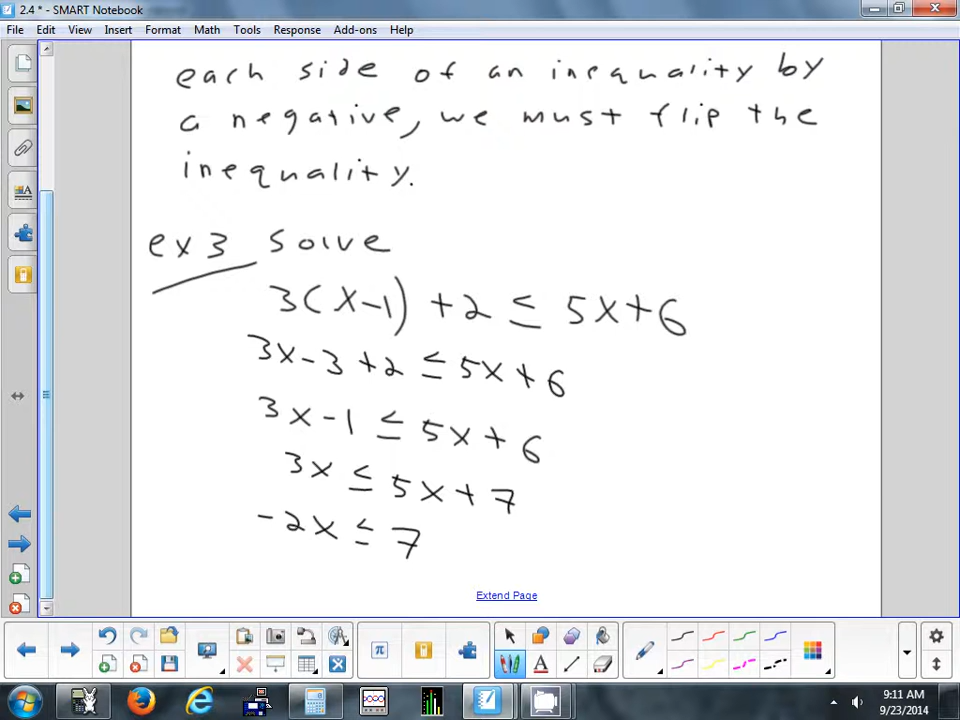 2.4 * - SMART Notebook
File Edit View Insert Format Math Tools Response Add-ons Help
each side of an inequality by
a negative, we must flip the
inequality.
ex 3 solve
3(x-1) +2 ≤ 5x+6
3x-3+2 ≤ 5x+6
3x-1 ≤ 5x+6
3x ≤ 5x+7
-2x ≤ 7
Extend Page
9:11 AM
9/23/2014